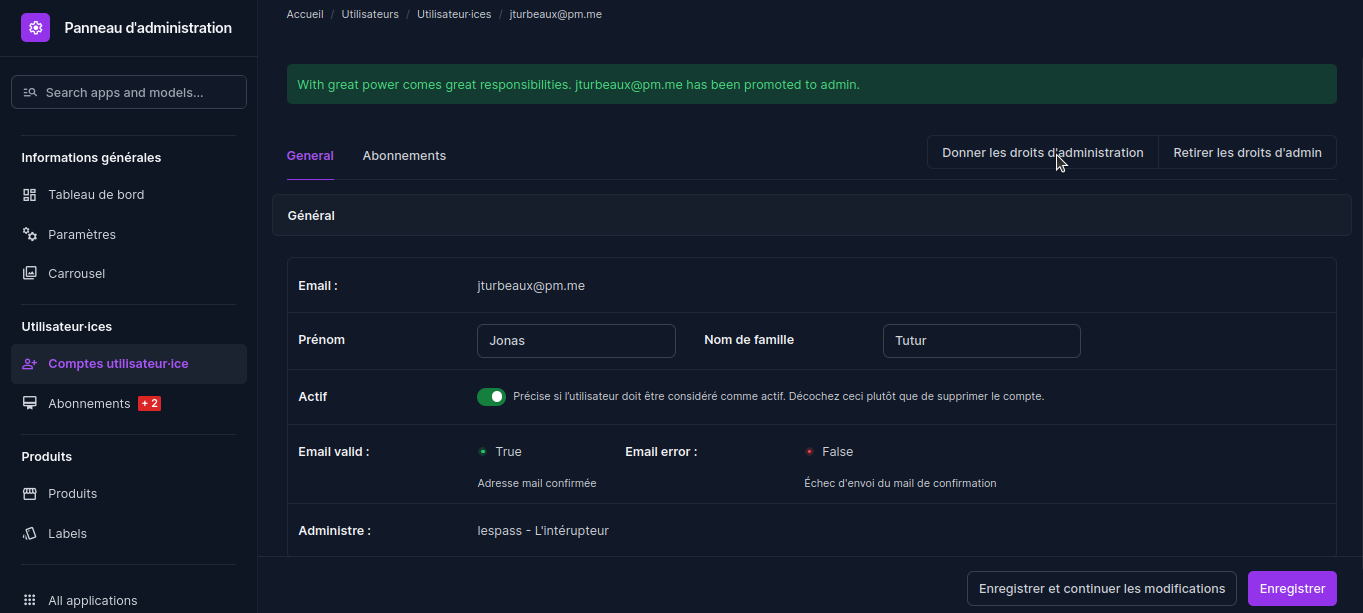 Panneau d'administration
Search apps and models...
Informations générales
Tableau de bord
Paramètres
Carrousel
Utilisateur·ices
Comptes utilisateur·ice
Abonnements + 2
Produits
Produits
Labels
All applications
Accueil / Utilisateurs / Utilisateur·ices / jturbeaux@pm.me
With great power comes great responsibilities. jturbeaux@pm.me has been promoted to admin.
General Abonnements Donner les droits d'administration Retirer les droits d'admin
Général
Email : jturbeaux@pm.me
Prénom Jonas Nom de famille Tutur
Actif Précise si l'utilisateur doit être considéré comme actif. Décochez ceci plutôt que de supprimer le compte.
Email valid : True Email error : False
Adresse mail confirmée Échec d'envoi du mail de confirmation
Administre : lespass - L'intérupteur
Enregistrer et continuer les modifications Enregistrer